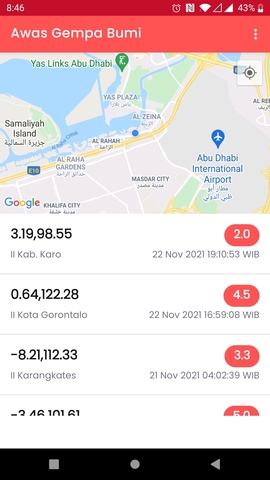 8:46
43%
Awas Gempa Bumi
Yas Links Abu Dhabi
YAS PLAZA
بلازا ياس
Samaliyah
Island
جزيرة السمالية
AL ZEINA
الزينة
AL RAHAH
الراحة
AL RAHA
GARDENS
حدائق الراحة
E10
MASDAR CITY
مدينة مصدر
Abu Dhabi
International
Airport
مطار أبو
ظبي الدولي
KHALIFA CITY
مدينة خليفة
Google
3.19,98.55
2.0
II Kab. Karo
22 Nov 2021 19:10:53 WIB
0.64,122.28
4.5
II Kota Gorontalo
22 Nov 2021 16:59:08 WIB
-8.21,112.33
3.3
II Karangkates
21 Nov 2021 04:02:39 WIB
-3.46,101.61
5.0